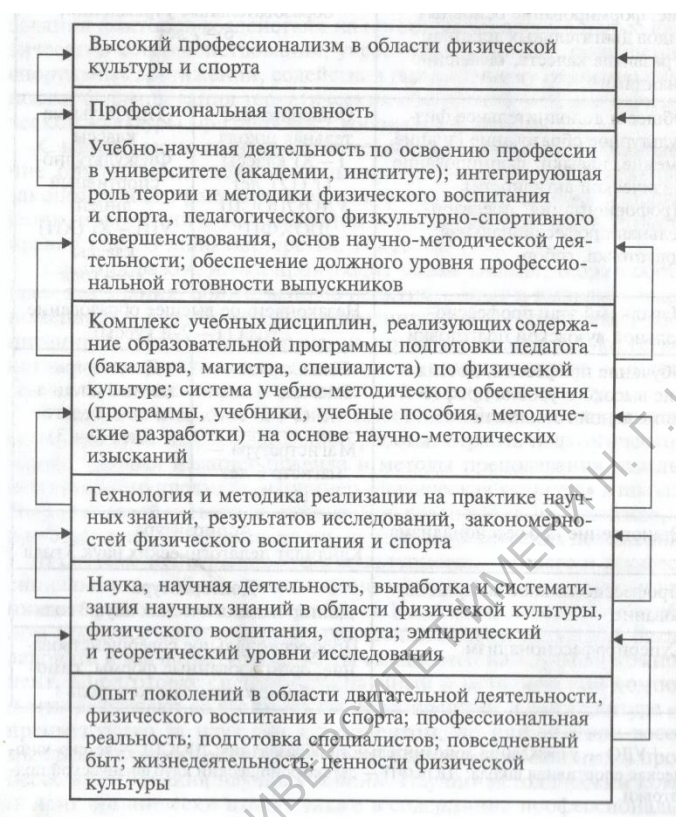 Высокий профессионализм в области физической
культуры и спорта
Профессиональная готовность
Учебно-научная деятельность по освоению профессии
в университете (академии, институте); интегрирующая
роль теории и методики физического воспитания
и спорта, педагогического физкультурно-спортивного
совершенствования, основ научно-методической дея-
тельности; обеспечение должного уровня профессио-
нальной готовности выпускников
Комплекс учебных дисциплин, реализующих содержа-
ние образовательной программы подготовки педагога
(бакалавра, магистра, специалиста) по физической
культуре; система учебно-методического обеспечения
(программы, учебники, учебные пособия, методиче-
ские разработки) на основе научно-методических
изысканий
Технология и методика реализации на практике науч-
ных знаний, результатов исследований, закономерно-
стей физического воспитания и спорта
Наука, научная деятельность, выработка и системати-
зация научных знаний в области физической культуры,
физического воспитания, спорта; эмпирический
и теоретический уровни исследования
Опыт поколений в области двигательной деятельности,
физического воспитания и спорта; профессиональная
реальность; подготовка специалистов; повседневный
быт; жизнедеятельность; ценности физической
культуры
ИВЕРСИТЕТ ИМЕНИ Н. Г.